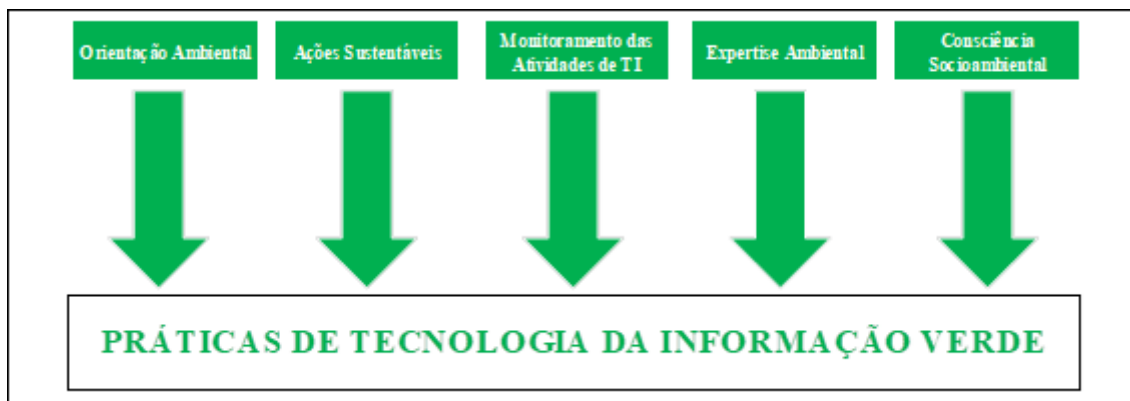 Orientação Ambiental
Ações Sustentáveis
Monitoramento das
Atividades de TI
Expertise Ambiental
Consciência
Socioambiental
PRÁTICAS DE TECNOLOGIA DA INFORMAÇÃO VERDE